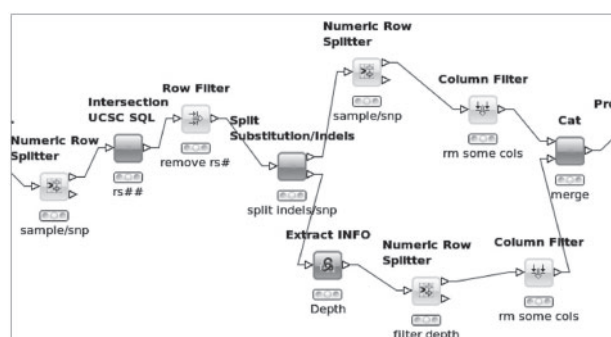 Numeric Row
Splitter
sample/snp
Intersection
UCSC SQL
rs##
Row Filter
remove rs#
Split
Substitution/Indels
split indels/snp
Numeric Row
Splitter
sample/snp
Column Filter
rm some cols
Cat
merge
Extract INFO
Depth
Numeric Row
Splitter
filter depth
Column Filter
rm some cols